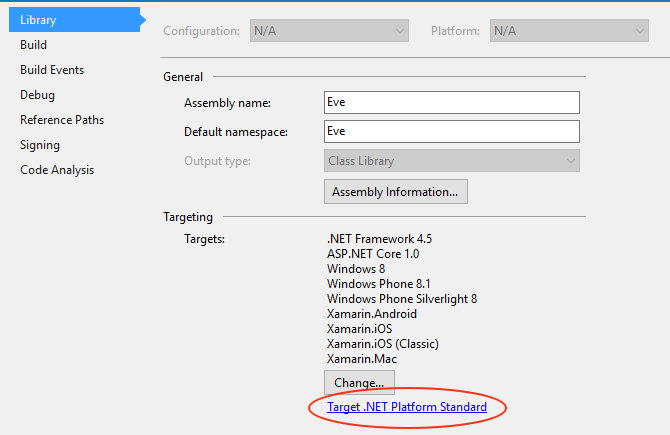 Library
Build
Build Events
Debug
Reference Paths
Signing
Code Analysis
Configuration: N/A Platform: N/A
General
Assembly name: Eve
Default namespace: Eve
Output type: Class Library
Assembly Information...
Targeting
Targets: .NET Framework 4.5
ASP.NET Core 1.0
Windows 8
Windows Phone 8.1
Windows Phone Silverlight 8
Xamarin.Android
Xamarin.iOS
Xamarin.iOS (Classic)
Xamarin.Mac
Change...
Target .NET Platform Standard